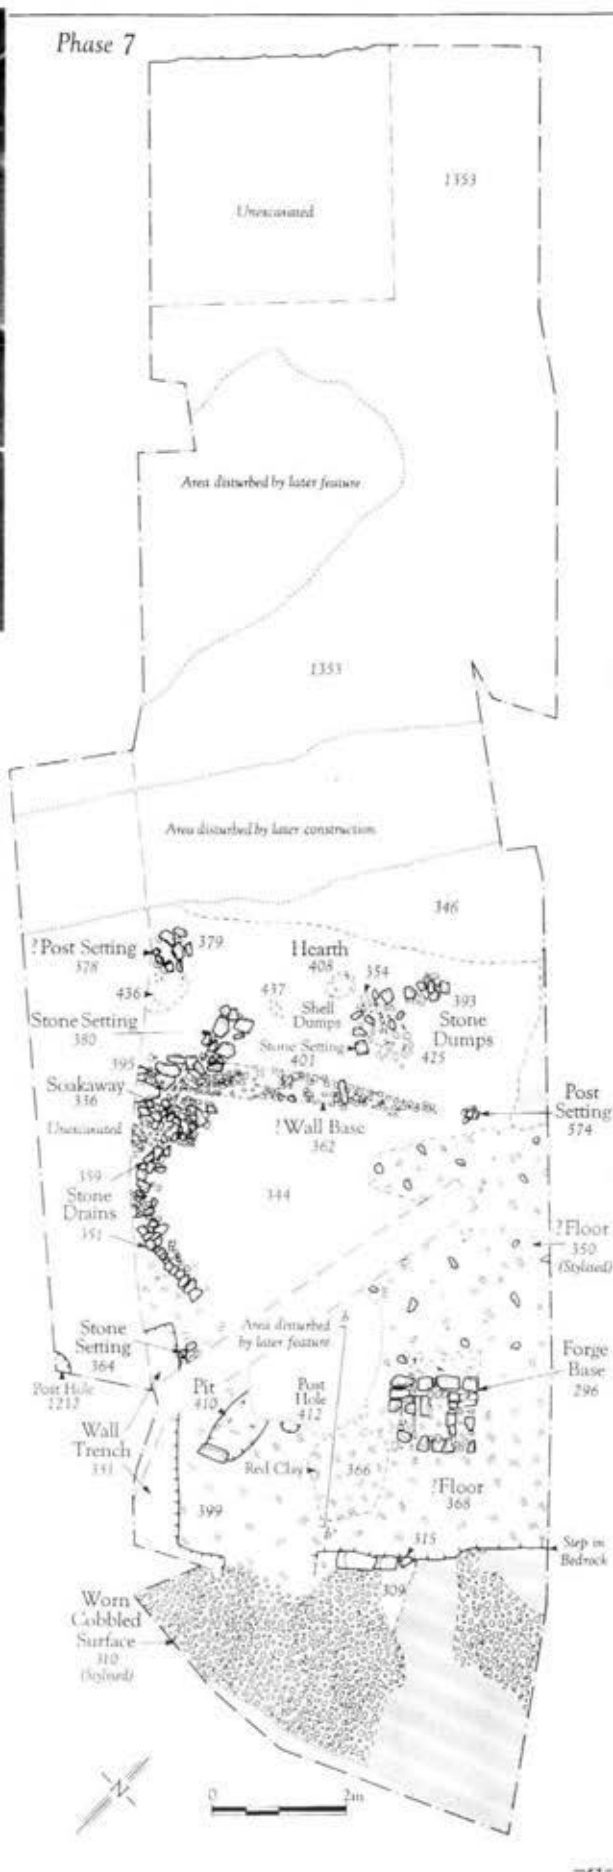 Phase 7
1353
Unexcavated
Area disturbed by later feature
1353
Area disturbed by later construction
346
?Post Setting
378
379
Hearth
408
354
436
437
393
Shell
Dumps
Stone
Dumps
Stone Setting
380
Stone Setting
401
425
395
Soakaway
336
Post
Setting
374
Unexcavated
?Wall Base
362
359
Stone
Drains
351
344
?Floor
350
(Stylised)
Area disturbed
by later feature
b
Stone
Setting
364
Forge
Base
296
Post Hole
1212
Pit
410
Post
Hole
412
Wall
Trench
331
Red Clay
366
?Floor
368
399
b'
315
Step in
Bedrock
309
Worn
Cobbled
Surface
310
(Stylised)
N
0 2m